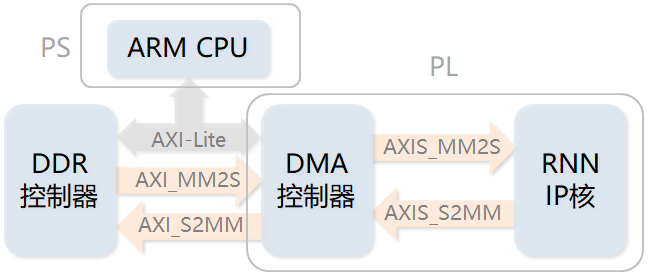 PS
ARM CPU
PL
AXI-Lite
DDR
控制器
AXI_MM2S
AXI_S2MM
DMA
控制器
AXIS_MM2S
AXIS_S2MM
RNN
IP核